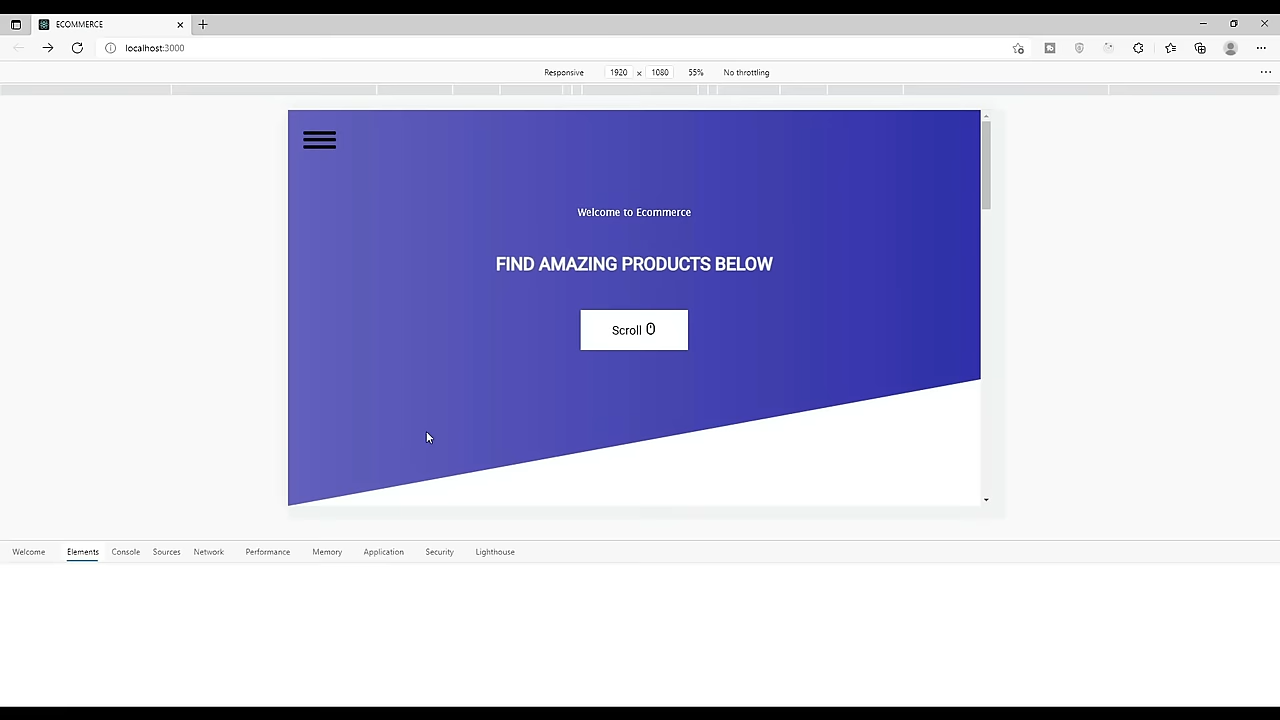 ECOMMERCE
localhost:3000
Responsive 1920 x 1080 55% No throttling
Welcome to Ecommerce
FIND AMAZING PRODUCTS BELOW
Scroll
Welcome Elements Console Sources Network Performance Memory Application Security Lighthouse